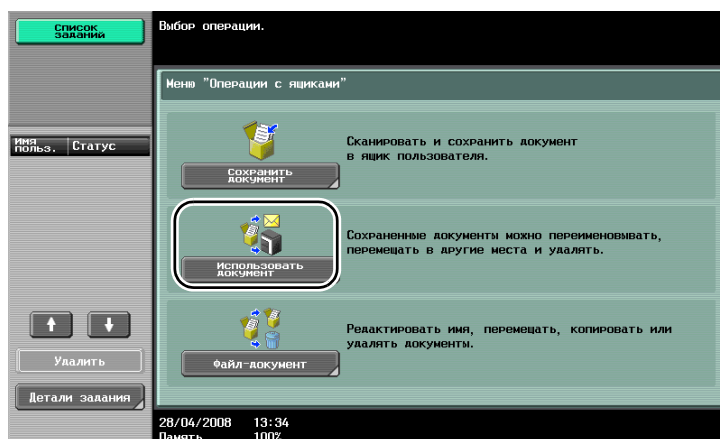 Список
заданий
Выбор операции.
Меню "Операции с ящиками"
Имя
польз.
Статус
Сканировать и сохранить документ
в ящик пользователя.
Сохранить
документ
Сохраненные документы можно переименовывать,
перемещать в другие места и удалять.
Использовать
документ
Редактировать имя, перемещать, копировать или
удалять документы.
Файл-документ
Удалить
Детали задания
28/04/2008 13:34
Память 100%